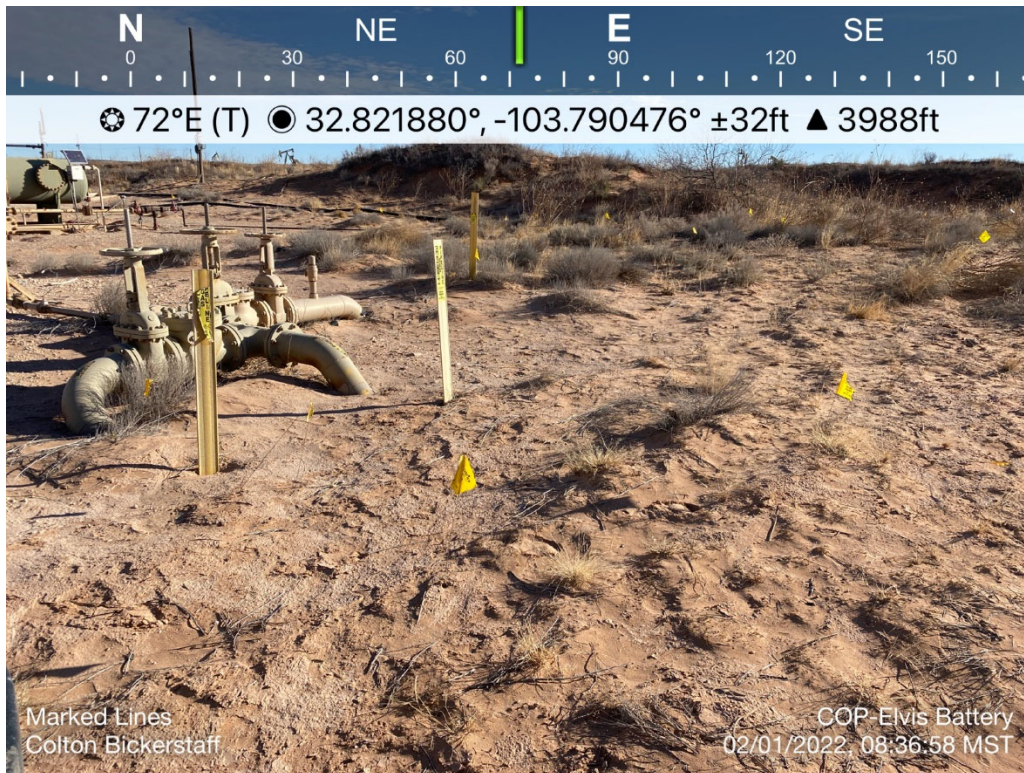 N NE E SE
0 30 60 90 120 150
72°E (T) 32.821880°, -103.790476° ±32ft ▲ 3988ft
Marked Lines
Colton Bickerstaff
COP-Elvis Battery
02/01/2022, 08:36:58 MST